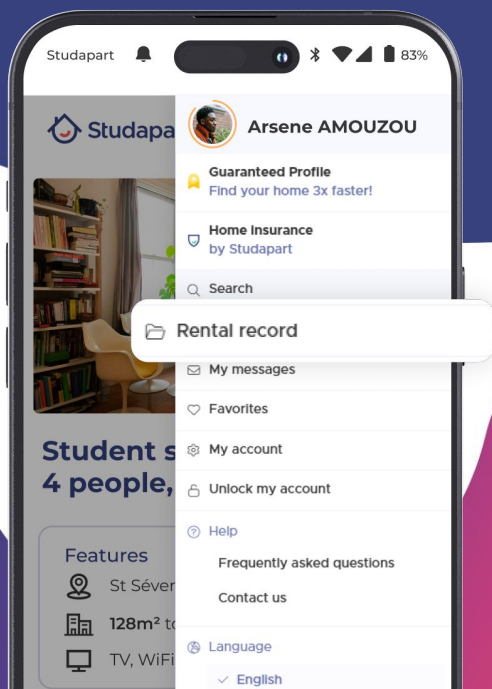 Studapart
83%
Studapa
Arsene AMOUZOU
Guaranteed Profile
Find your home 3x faster!
Home Insurance
by Studapart
Search
Rental record
My messages
Favorites
My account
Unlock my account
Help
Frequently asked questions
Contact us
Language
English
Student s
4 people,
Features
St Séver
128m² to
TV, WiFi